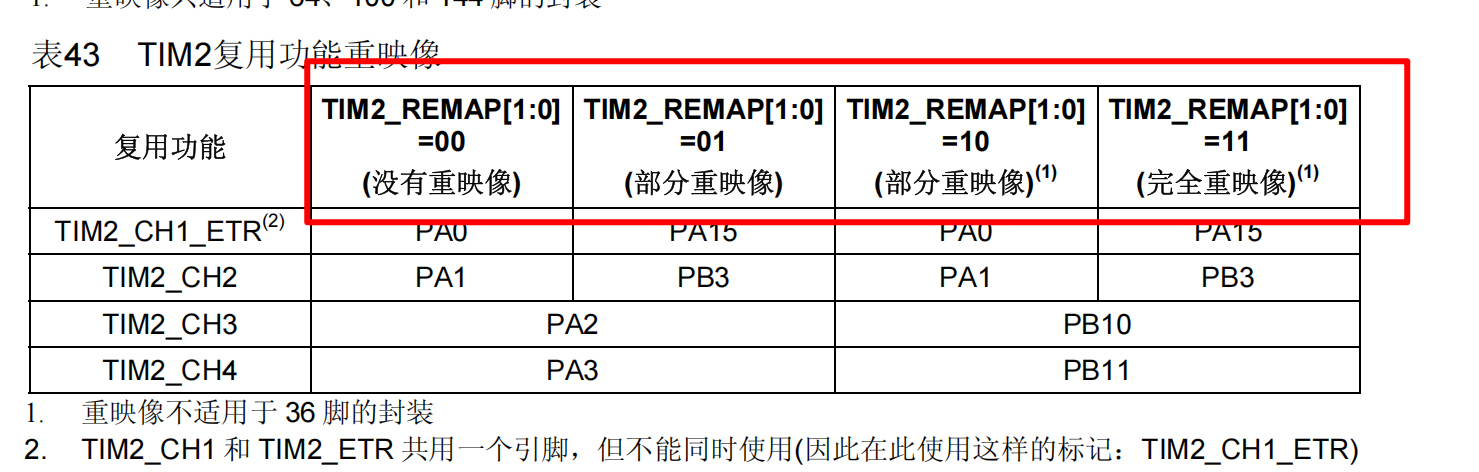 1. 重映像只适用于 64、100 和 144 脚的封装
表43 TIM2复用功能重映像
复用功能 TIM2_REMAP[1:0]=00 (没有重映像) TIM2_REMAP[1:0]=01 (部分重映像) TIM2_REMAP[1:0]=10 (部分重映像)(1) TIM2_REMAP[1:0]=11 (完全重映像)(1)
TIM2_CH1_ETR(2) PA0 PA15 PA0 PA15
TIM2_CH2 PA1 PB3 PA1 PB3
TIM2_CH3 PA2 PB10
TIM2_CH4 PA3 PB11
1. 重映像不适用于 36 脚的封装
2. TIM2_CH1 和 TIM2_ETR 共用一个引脚，但不能同时使用(因此在此使用这样的标记：TIM2_CH1_ETR)